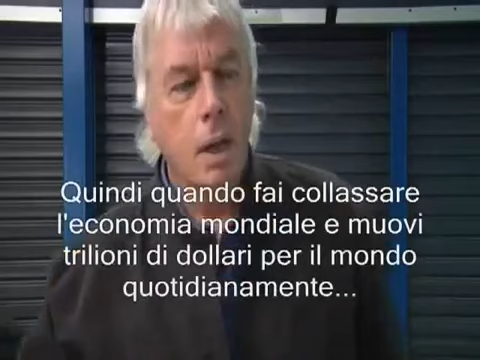 Quindi quando fai collassare
l'economia mondiale e muovi
trilioni di dollari per il mondo
quotidianamente...